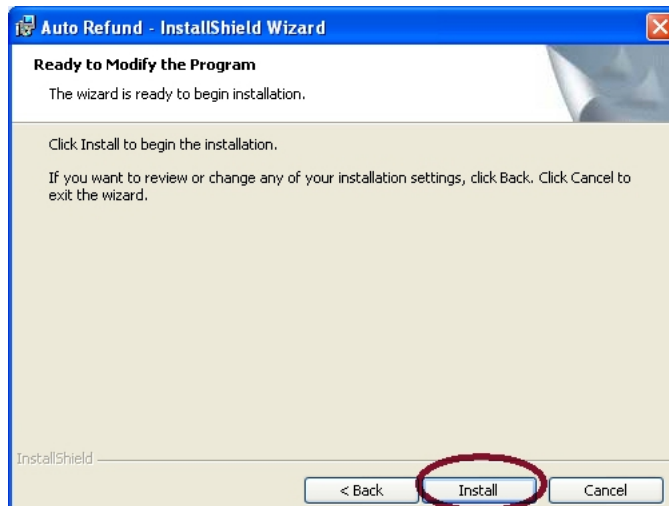 Auto Refund - InstallShield Wizard
Ready to Modify the Program
The wizard is ready to begin installation.
Click Install to begin the installation.
If you want to review or change any of your installation settings, click Back. Click Cancel to
exit the wizard.
InstallShield
< Back Install Cancel